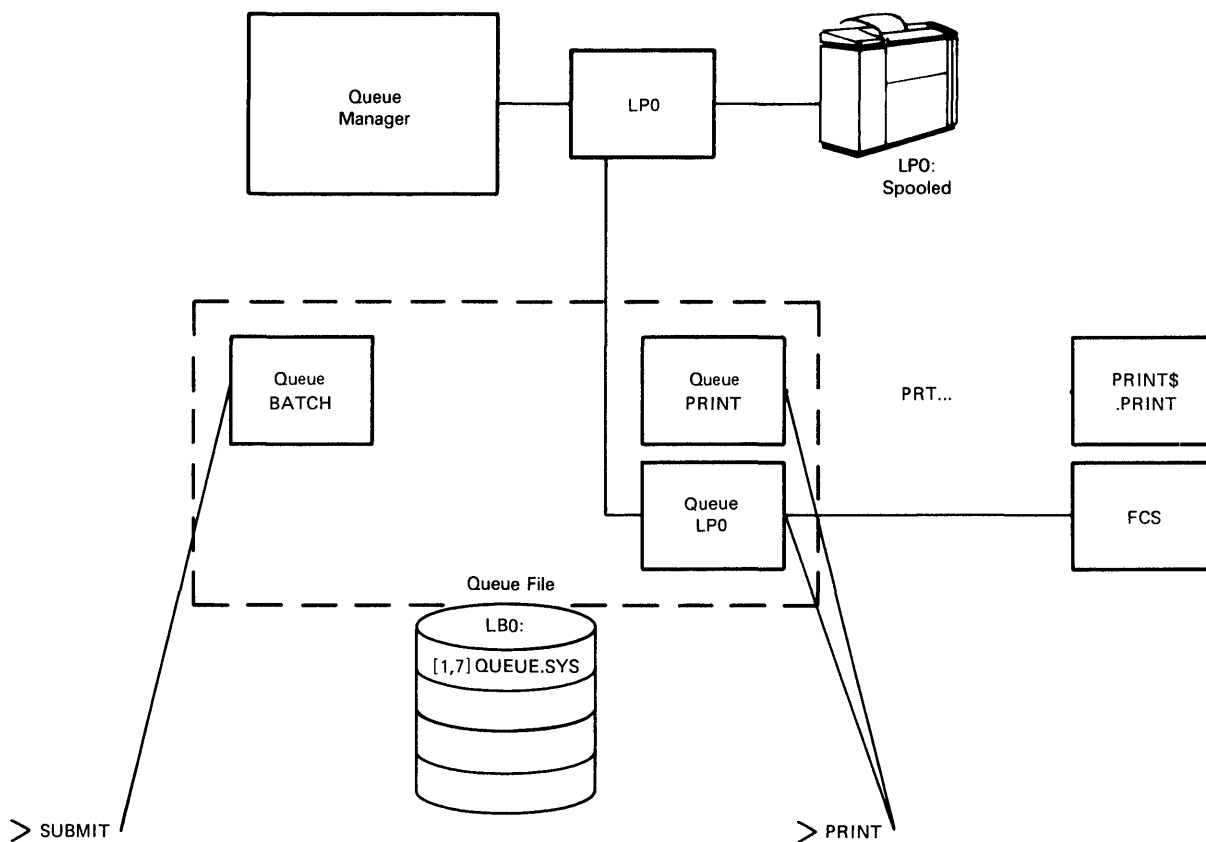 Queue
Manager
LP0
LP0:
Spooled
Queue
BATCH
Queue
PRINT
PRT...
PRINT$
.PRINT
Queue
LP0
FCS
Queue File
LB0:
[1,7] QUEUE.SYS
> SUBMIT
> PRINT